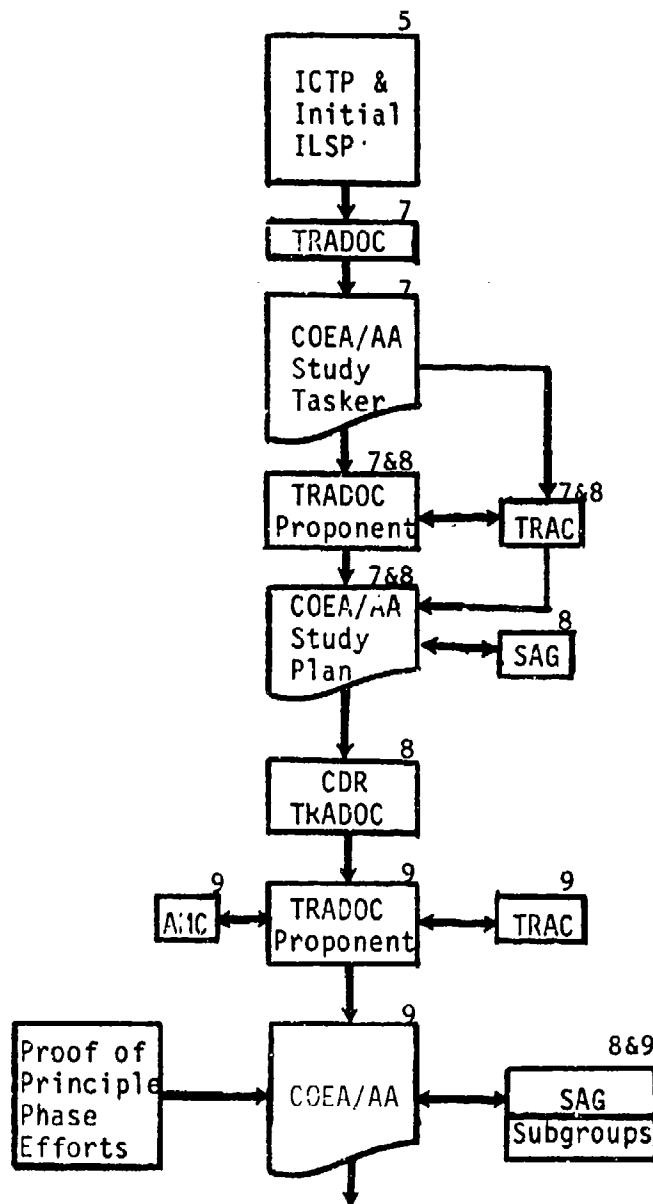 5
ICTP &
Initial
ILSP
7
TRADOC
7
COEA/AA
Study
Tasker
7&8
TRADOC
Proponent
7&8
TRAC
7&8
COEA/AA
Study
Plan
8
SAG
8
CDR
TRADOC
9
AMC
9
TRADOC
Proponent
9
TRAC
Proof of
Principle
Phase
Efforts
9
COEA/AA
8&9
SAG
Subgroups